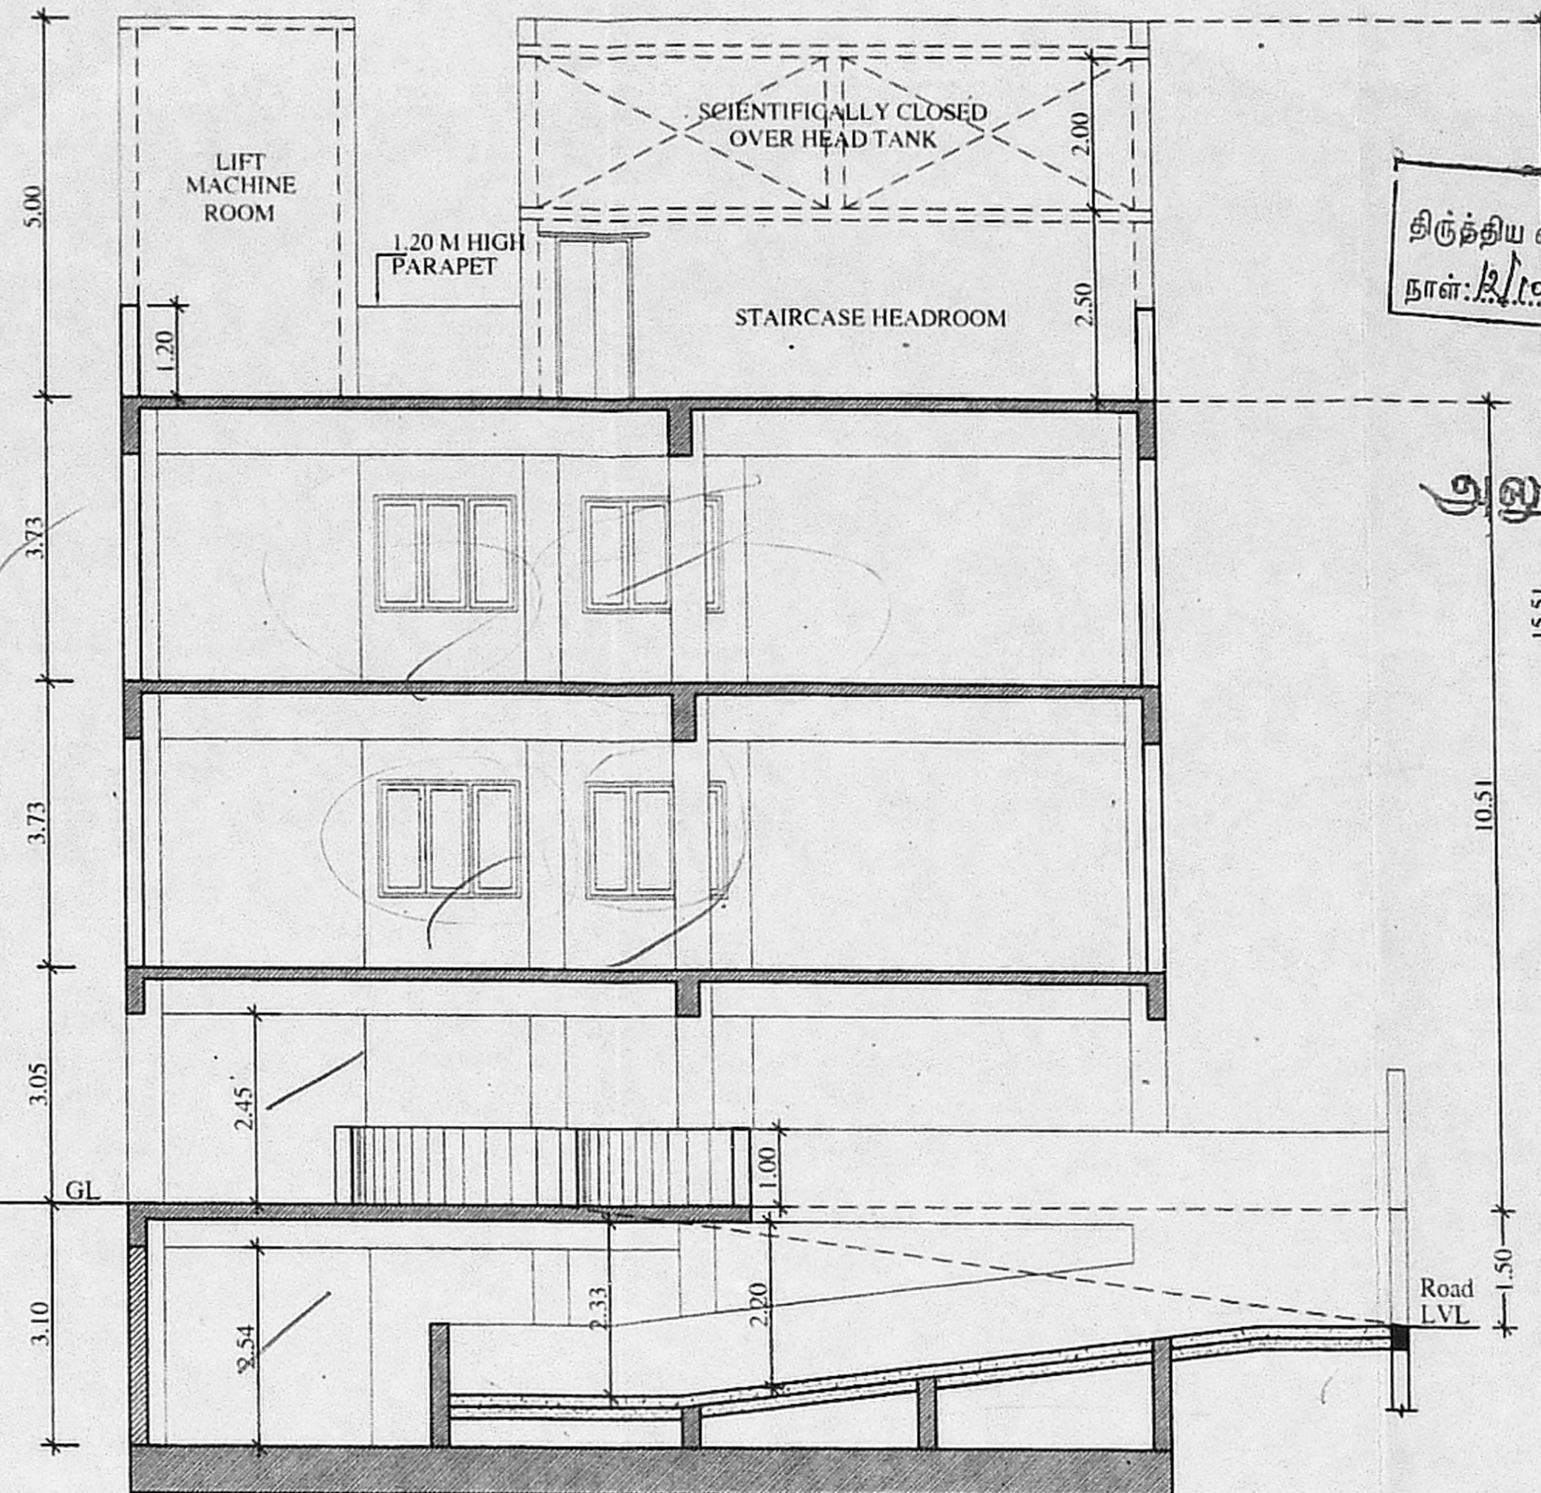 LIFT
MACHINE
ROOM
SCIENTIFICALLY CLOSED
OVER HEAD TANK
2.00
5.00
1.20 M HIGH
PARAPET
1.20
STAIRCASE HEADROOM
2.50
நாள்:
3.73
15.51
3.73
10.51
3.05
2.45
1.00
GL
3.10
2.54
2.33
2.20
1.50
Road
LVL